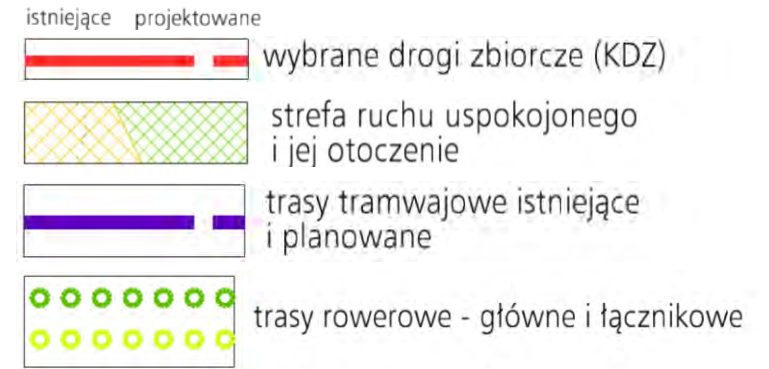 istniejące projektowane
wybrane drogi zbiorcze (KDZ)
strefa ruchu uspokojonego
i jej otoczenie
trasy tramwajowe istniejące
i planowane
trasy rowerowe - główne i łącznikowe